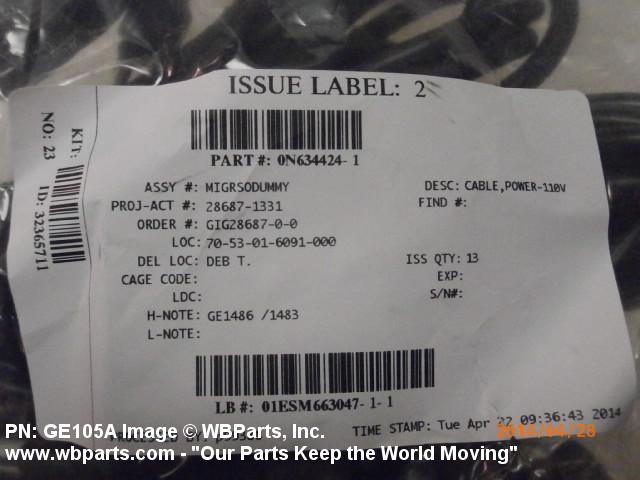 ISSUE LABEL: 2
PART #: 0N634424- 1
KIT:
NO: 23 ID: 32365711
ASSY #: MIGRSODUMMY DESC: CABLE,POWER-110V
PROJ-ACT #: 28687-1331 FIND #:
ORDER #: GIG28687-0-0
LOC: 70-53-01-6091-000
DEL LOC: DEB T. ISS QTY: 13
CAGE CODE: EXP:
LDC: S/N#:
H-NOTE: GE1486 /1483
L-NOTE:
LB #: 01ESM663047- 1- 1
TIME STAMP: Tue Apr 22 09:36:43 2014
PROCESSED BY:
2014/04/28
PN: GE105A Image © WBParts, Inc.
www.wbparts.com - "Our Parts Keep the World Moving"